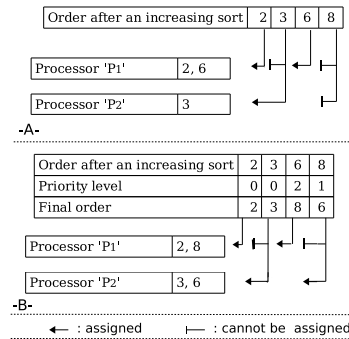 Order after an increasing sort 2 3 6 8
Processor 'P1' 2, 6
Processor 'P2' 3
-A-
Order after an increasing sort 2 3 6 8
Priority level 0 0 2 1
Final order 2 3 8 6
Processor 'P1' 2, 8
Processor 'P2' 3, 6
-B-
: assigned : cannot be assigned